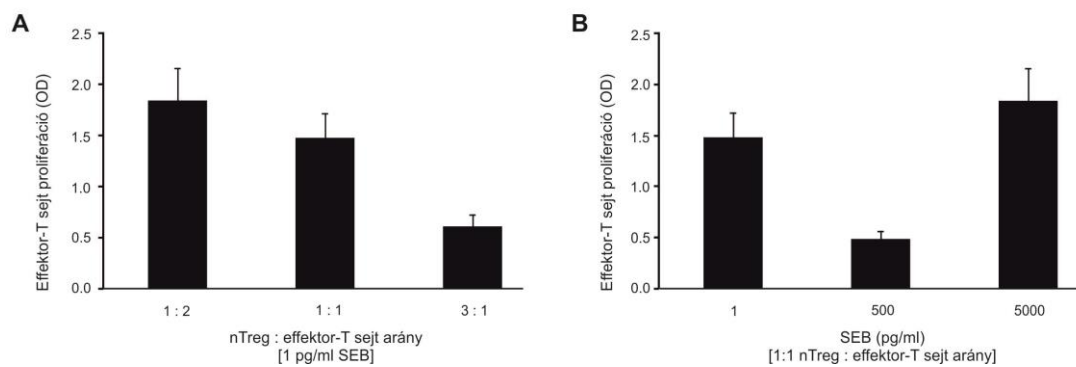 A
Effektor-T sejt proliferáció (OD)
2.5
2.0
1.5
1.0
0.5
0.0
1 : 2
1 : 1
3 : 1
nTreg : effektor-T sejt arány
[1 pg/ml SEB]
B
Effektor-T sejt proliferáció (OD)
2.5
2.0
1.5
1.0
0.5
0.0
1
500
5000
SEB (pg/ml)
[1:1 nTreg : effektor-T sejt arány]